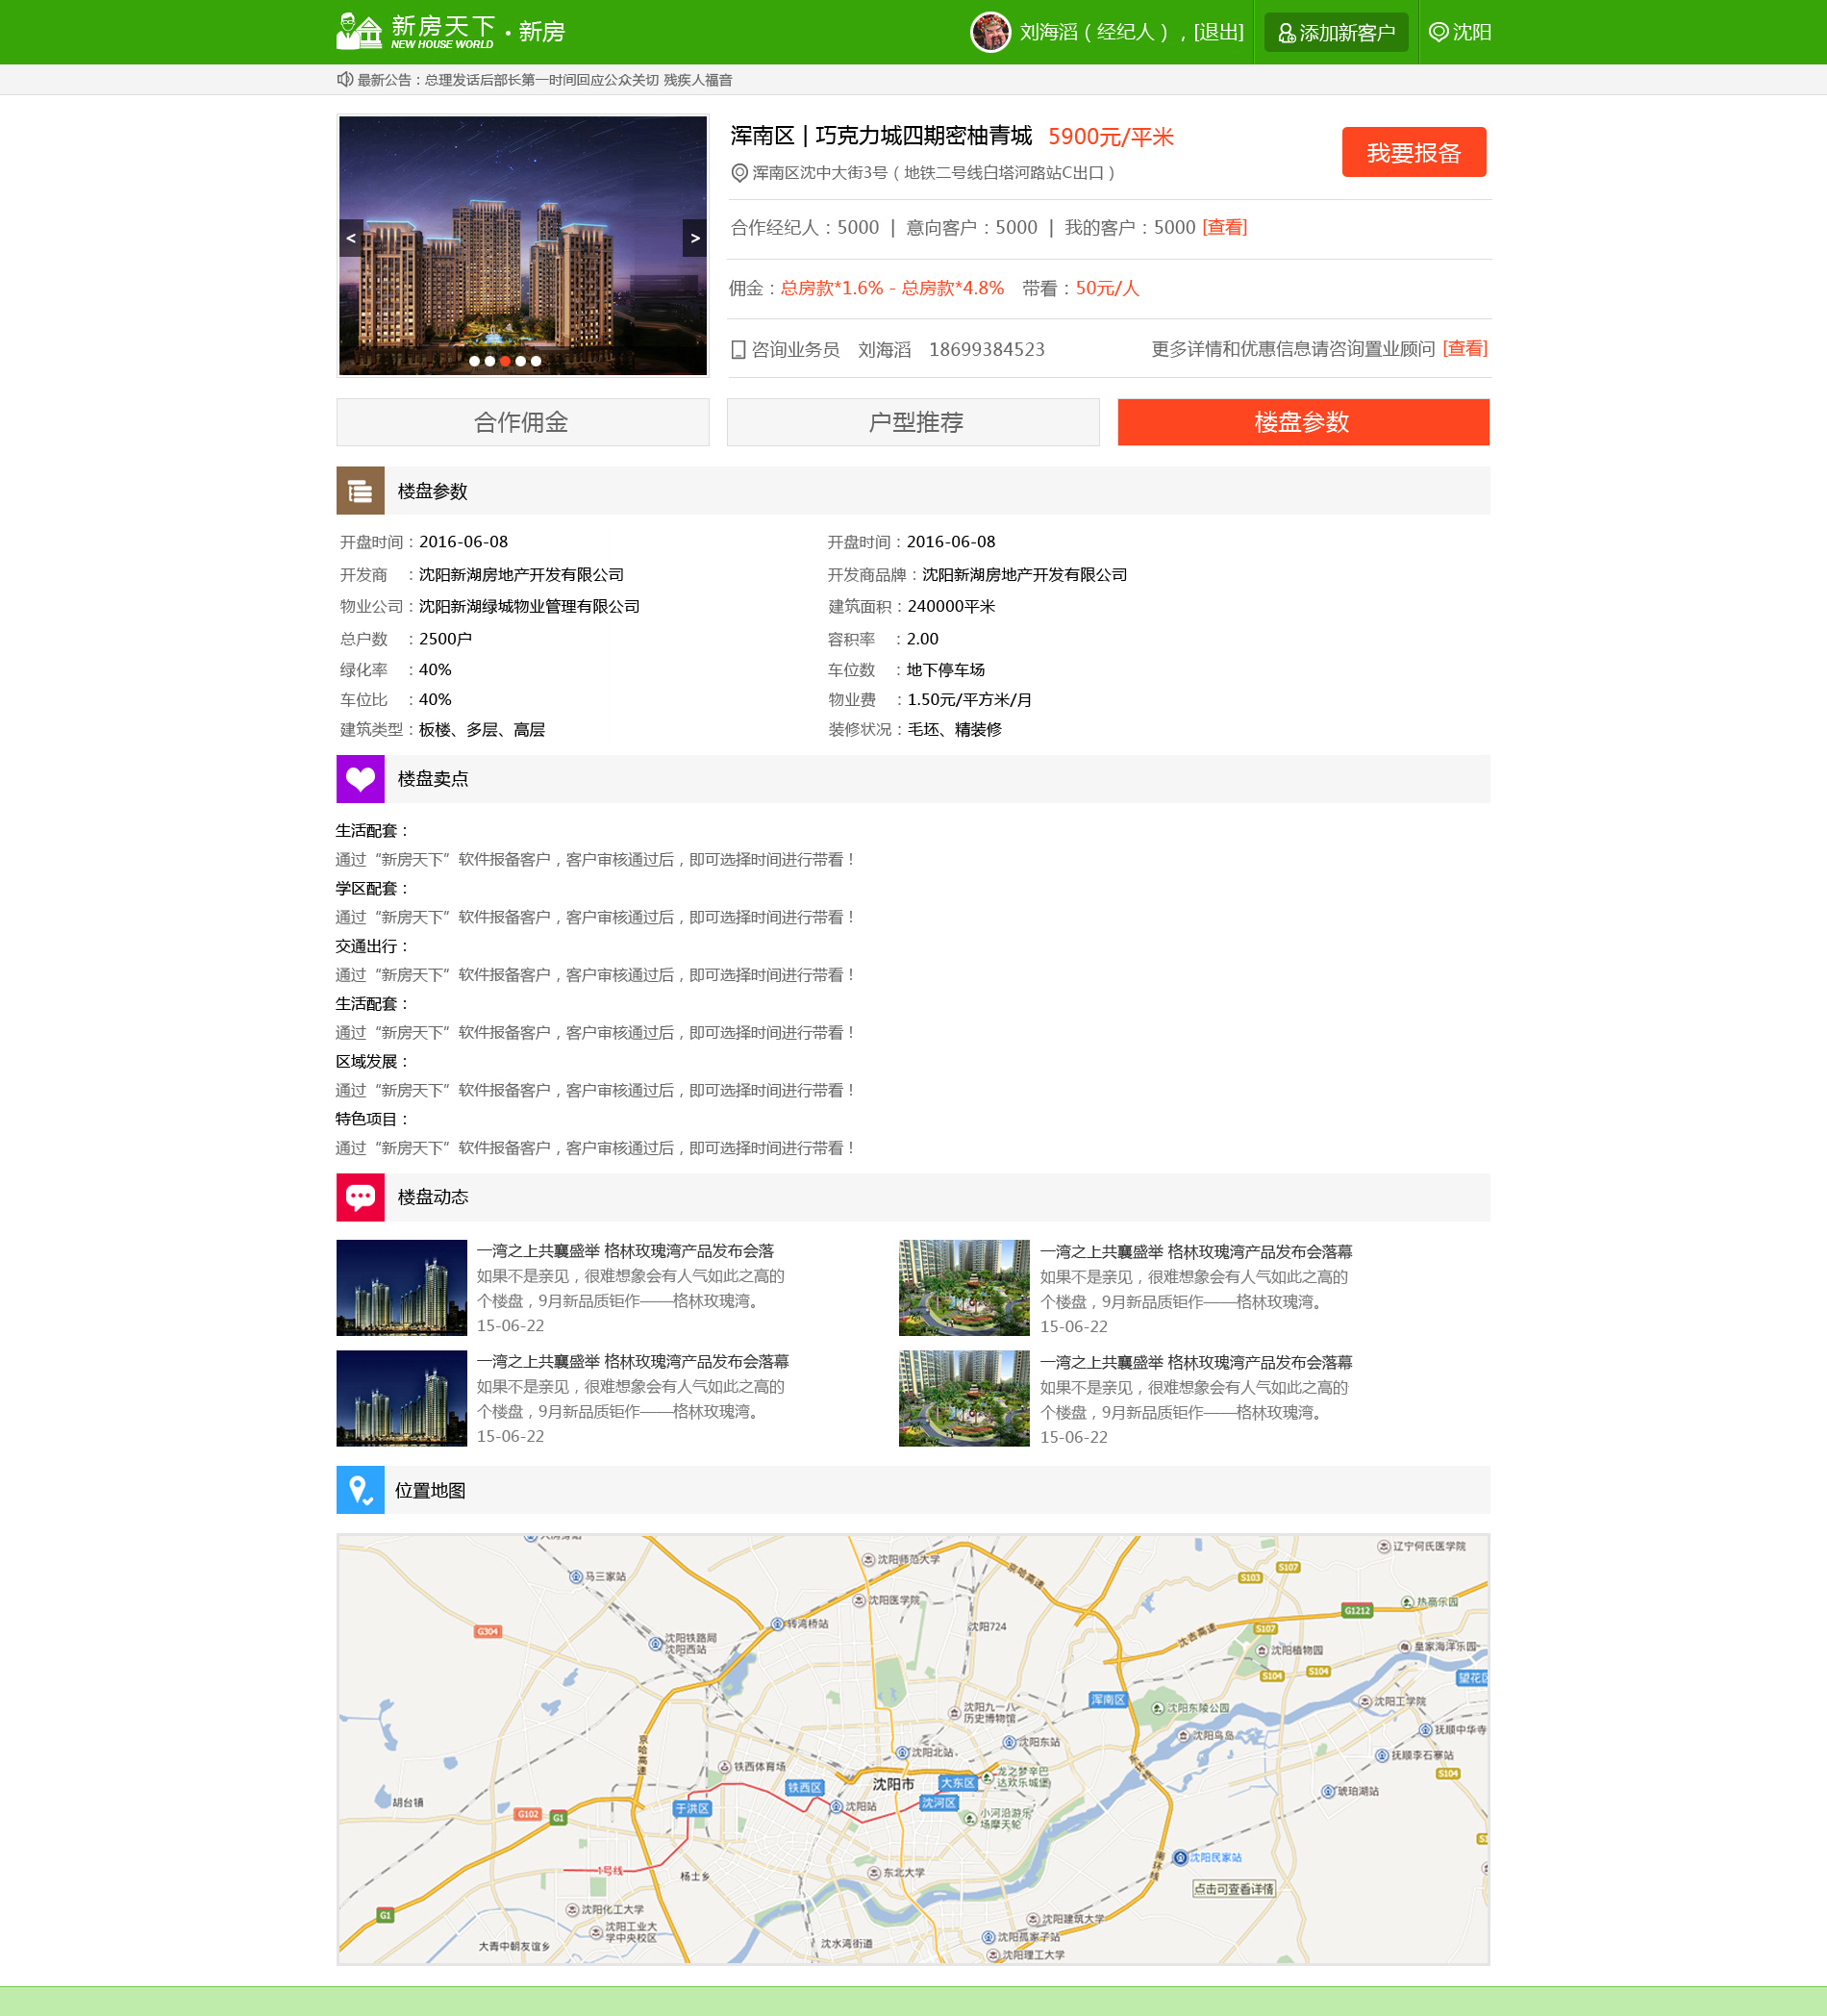 新房天下 · 新房
NEW HOUSE WORLD
刘海滔（经纪人），[退出]
添加新客户
沈阳
最新公告：总理发话后部长第一时间回应公众关切 残疾人福音
浑南区 | 巧克力城四期密柚青城 5900元/平米
我要报备
浑南区沈中大街3号（地铁二号线白塔河路站C出口）
合作经纪人：5000 | 意向客户：5000 | 我的客户：5000 [查看]
< >
佣金：总房款*1.6% - 总房款*4.8% 带看：50元/人
咨询业务员 刘海滔 18699384523 更多详情和优惠信息请咨询置业顾问 [查看]
合作佣金 户型推荐 楼盘参数
楼盘参数
开盘时间：2016-06-08 开盘时间：2016-06-08
开发商 ：沈阳新湖房地产开发有限公司 开发商品牌：沈阳新湖房地产开发有限公司
物业公司：沈阳新湖绿城物业管理有限公司 建筑面积：240000平米
总户数 ：2500户 容积率 ：2.00
绿化率 ：40% 车位数 ：地下停车场
车位比 ：40% 物业费 ：1.50元/平方米/月
建筑类型：板楼、多层、高层 装修状况：毛坯、精装修
楼盘卖点
生活配套：
通过“新房天下”软件报备客户，客户审核通过后，即可选择时间进行带看！
学区配套：
通过“新房天下”软件报备客户，客户审核通过后，即可选择时间进行带看！
交通出行：
通过“新房天下”软件报备客户，客户审核通过后，即可选择时间进行带看！
生活配套：
通过“新房天下”软件报备客户，客户审核通过后，即可选择时间进行带看！
区域发展：
通过“新房天下”软件报备客户，客户审核通过后，即可选择时间进行带看！
特色项目：
通过“新房天下”软件报备客户，客户审核通过后，即可选择时间进行带看！
楼盘动态
一湾之上共襄盛举 格林玫瑰湾产品发布会落
如果不是亲见，很难想象会有人气如此之高的
个楼盘，9月新品质钜作——格林玫瑰湾。
15-06-22
一湾之上共襄盛举 格林玫瑰湾产品发布会落幕
如果不是亲见，很难想象会有人气如此之高的
个楼盘，9月新品质钜作——格林玫瑰湾。
15-06-22
一湾之上共襄盛举 格林玫瑰湾产品发布会落幕
如果不是亲见，很难想象会有人气如此之高的
个楼盘，9月新品质钜作——格林玫瑰湾。
15-06-22
一湾之上共襄盛举 格林玫瑰湾产品发布会落幕
如果不是亲见，很难想象会有人气如此之高的
个楼盘，9月新品质钜作——格林玫瑰湾。
15-06-22
位置地图
沈阳师范大学
辽宁何氏医学院
马三家站
京哈高速
S107
S103
沈阳医学院
热高乐园
G1212
转湾桥站
沈阳724
G304
沈阳铁路局
沈阳西站
S107
沈吉高速
沈阳植物园
皇家海洋乐园
S104
S104
望花区
浑南区
沈阳东陵公园
沈阳工学院
沈阳九一八
历史博物馆
抚顺中华寺
沈阳鸟岛
京哈高速
沈阳东站
沈阳北站
抚顺李石寨站
铁西体育场
龙之梦辛巴
达欢乐城堡
S104
铁西区
沈阳市
大东区
琥珀湖站
胡台镇
于洪区
沈阳站
沈河区
G102
G1
小河沿游乐
场摩天轮
1号线
杨士乡
东北大学
南环线
沈阳民家站
点击可查看详情
G1
沈阳化工大学
沈阳建筑大学
沈阳工业大
学中央校区
沈阳孤家子站
大青中朝友谊乡
沈水湾街道
沈阳理工大学